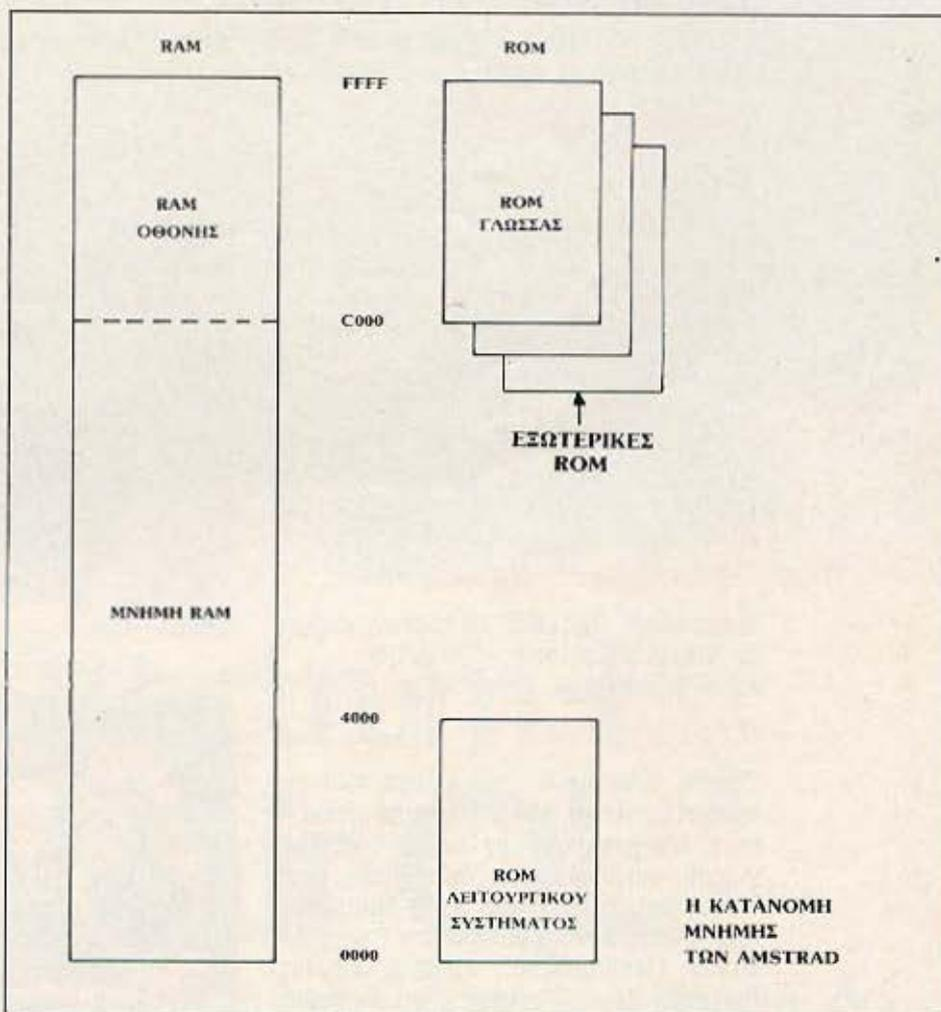 RAM
ROM
FFFF
RAM
ΟΘΟΝΗΣ
ROM
ΓΛΩΣΣΑΣ
C000
ΕΞΩΤΕΡΙΚΕΣ
ROM
ΜΝΗΜΗ RAM
4000
ROM
ΛΕΙΤΟΥΡΓΙΚΟΥ
ΣΥΣΤΗΜΑΤΟΣ
0000
Η ΚΑΤΑΝΟΜΗ
ΜΝΗΜΗΣ
ΤΩΝ AMSTRAD